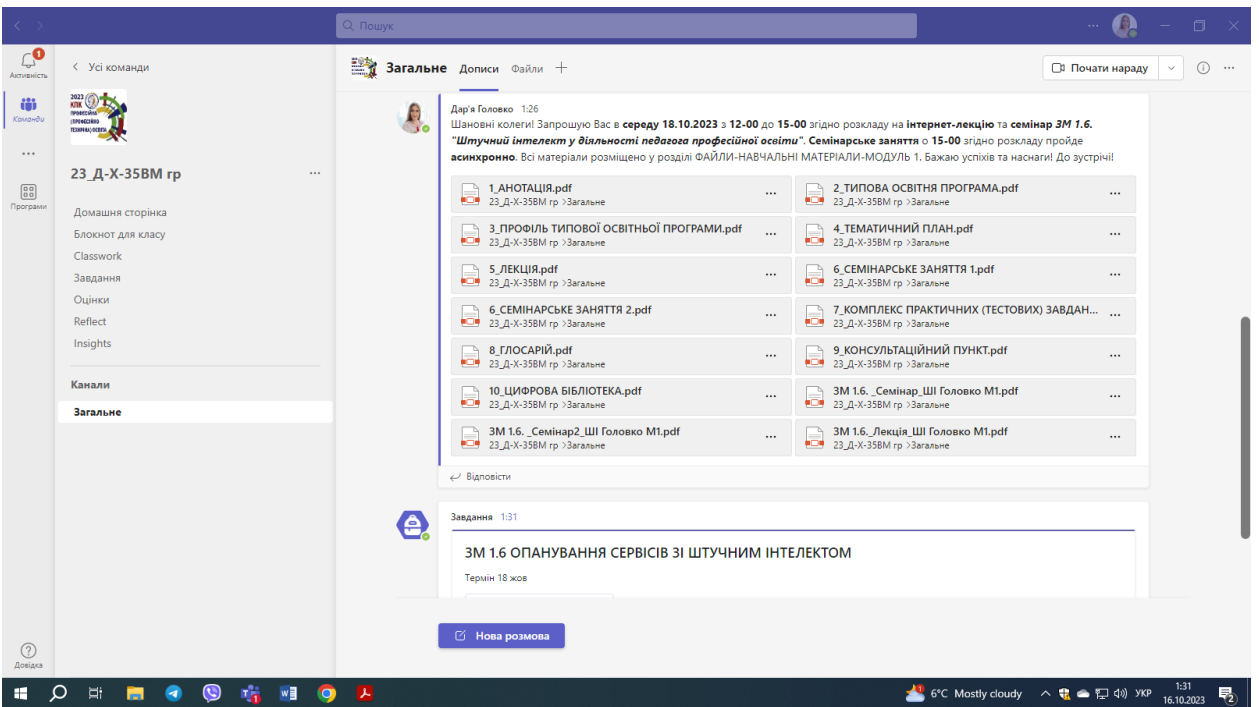 Пошук
Активність
1
Команди
Програми
Довідка
Усі команди
2023
КПК
ПРОФЕСІЙНА
(ПРОФЕСІЙНО-
ТЕХНІЧНА) ОСВІТА
23_Д-Х-35ВМ гр
Домашня сторінка
Блокнот для класу
Classwork
Завдання
Оцінки
Reflect
Insights
Канали
Загальне
Загальне Дописи Файли
Почати нараду
Дар'я Головко 1:26
Шановні колеги! Запрошую Вас в середу 18.10.2023 з 12-00 до 15-00 згідно розкладу на інтернет-лекцію та семінар ЗМ 1.6.
"Штучний інтелект у діяльності педагога професійної освіти". Семінарське заняття о 15-00 згідно розкладу пройде
асинхронно. Всі матеріали розміщено у розділі ФАЙЛИ-НАВЧАЛЬНІ МАТЕРІАЛИ-МОДУЛЬ 1. Бажаю успіхів та наснаги! До зустрічі!
1_АНОТАЦІЯ.pdf
23_Д-Х-35ВМ гр >Загальне
2_ТИПОВА ОСВІТНЯ ПРОГРАМА.pdf
23_Д-Х-35ВМ гр >Загальне
3_ПРОФІЛЬ ТИПОВОЇ ОСВІТНЬОЇ ПРОГРАМИ.pdf
23_Д-Х-35ВМ гр >Загальне
4_ТЕМАТИЧНИЙ ПЛАН.pdf
23_Д-Х-35ВМ гр >Загальне
5_ЛЕКЦІЯ.pdf
23_Д-Х-35ВМ гр >Загальне
6_СЕМІНАРСЬКЕ ЗАНЯТТЯ 1.pdf
23_Д-Х-35ВМ гр >Загальне
6_СЕМІНАРСЬКЕ ЗАНЯТТЯ 2.pdf
23_Д-Х-35ВМ гр >Загальне
7_КОМПЛЕКС ПРАКТИЧНИХ (ТЕСТОВИХ) ЗАВДАН...
23_Д-Х-35ВМ гр >Загальне
8_ГЛОСАРІЙ.pdf
23_Д-Х-35ВМ гр >Загальне
9_КОНСУЛЬТАЦІЙНИЙ ПУНКТ.pdf
23_Д-Х-35ВМ гр >Загальне
10_ЦИФРОВА БІБЛІОТЕКА.pdf
23_Д-Х-35ВМ гр >Загальне
ЗМ 1.6. _Семінар_ШІ Головко М1.pdf
23_Д-Х-35ВМ гр >Загальне
ЗМ 1.6. _Семінар2_ШІ Головко М1.pdf
23_Д-Х-35ВМ гр >Загальне
ЗМ 1.6. _Лекція_ШІ Головко М1.pdf
23_Д-Х-35ВМ гр >Загальне
Відповісти
Завдання 1:31
ЗМ 1.6 ОПАНУВАННЯ СЕРВІСІВ ЗІ ШТУЧНИМ ІНТЕЛЕКТОМ
Термін 18 жов
Нова розмова
6°C Mostly cloudy
УКР
1:31
16.10.2023
2